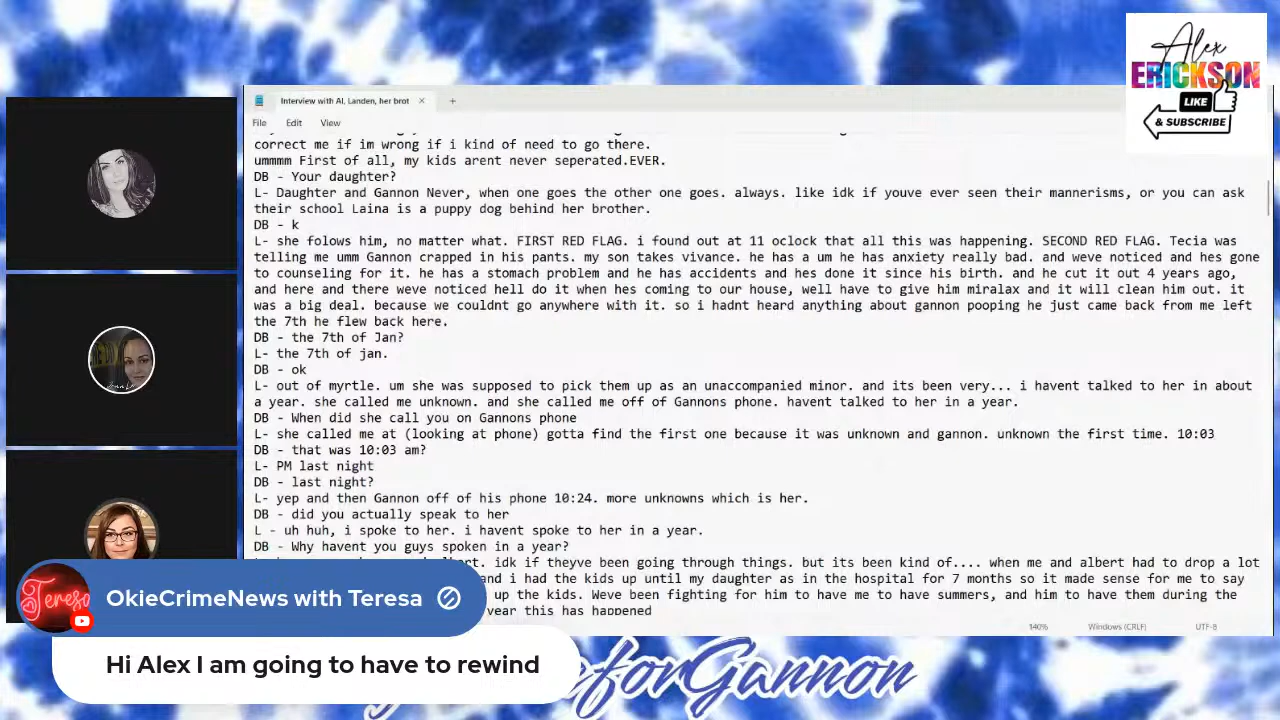 Alex
ERICKSON
LIKE
& SUBSCRIBE
Interview with Al, Landen, her brot
File Edit View
correct me if im wrong if i kind of need to go there.
ummmm First of all, my kids arent never seperated.EVER.
DB - Your daughter?
L- Daughter and Gannon Never, when one goes the other one goes. always. like idk if youve ever seen their mannerisms, or you can ask
their school Laina is a puppy dog behind her brother.
DB - k
L- she folows him, no matter what. FIRST RED FLAG. i found out at 11 oclock that all this was happening. SECOND RED FLAG. Tecia was
telling me umm Gannon crapped in his pants. my son takes vivance. he has a um he has anxiety really bad. and weve noticed and hes gone
to counseling for it. he has a stomach problem and he has accidents and hes done it since his birth. and he cut it out 4 years ago,
and here and there weve noticed hell do it when hes coming to our house, well have to give him miralax and it will clean him out. it
was a big deal. because we couldnt go anywhere with it. so i hadnt heard anything about gannon pooping he just came back from me left
the 7th he flew back here.
DB - the 7th of Jan?
L- the 7th of jan.
DB - ok
L- out of myrtle. um she was supposed to pick them up as an unaccompanied minor. and its been very... i havent talked to her in about
a year. she called me unknown. and she called me off of Gannons phone. havent talked to her in a year.
DB - When did she call you on Gannons phone
L- she called me at (looking at phone) gotta find the first one because it was unknown and gannon. unknown the first time. 10:03
DB - that was 10:03 am?
L- PM last night
DB - last night?
L- yep and then Gannon off of his phone 10:24. more unknowns which is her.
DB - did you actually speak to her
L - uh huh, i spoke to her. i havent spoke to her in a year.
DB - Why havent you guys spoken in a year?
idk if theyve been going through things. but its been kind of.... when me and albert had to drop a lot
and i had the kids up until my daughter as in the hospital for 7 months so it made sense for me to say
up the kids. Weve been fighting for him to have me to have summers, and him to have them during the
year this has happened
140% Windows (CRLF) UTF-8
Teresa
OkieCrimeNews with Teresa
Hi Alex I am going to have to rewind
forGannon